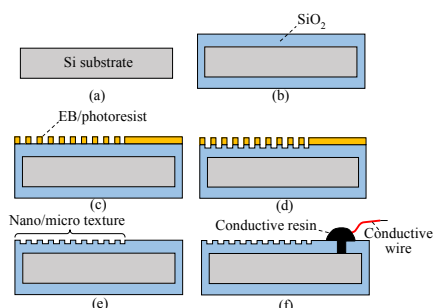 SiO2
Si substrate
(a)
(b)
EB/photoresist
(c)
(d)
Nano/micro texture
Conductive resin
Conductive
wire
(e)
(f)